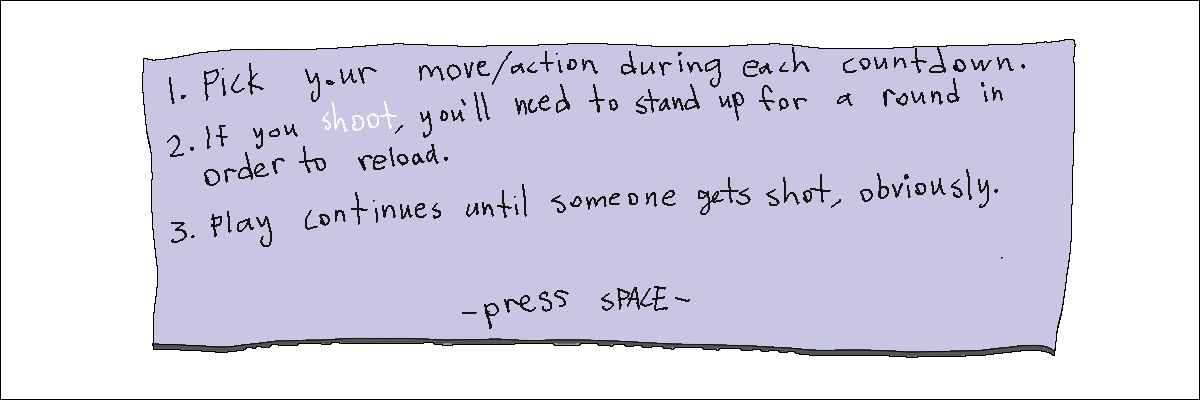 1. Pick your move/action during each countdown.
2. If you shoot, you'll need to stand up for a round in
order to reload.
3. Play continues until someone gets shot, obviously.
-press SPACE-